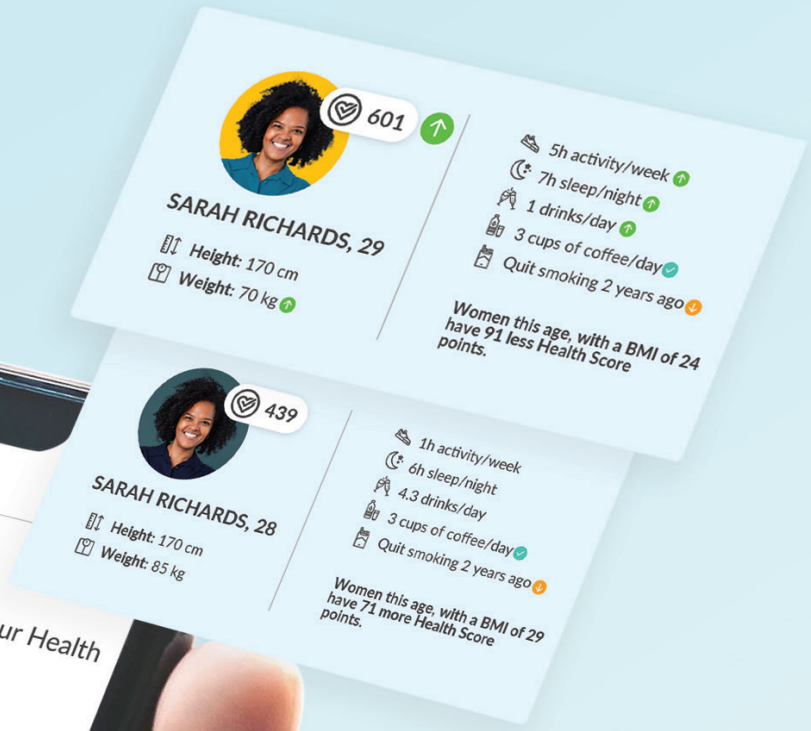 601
SARAH RICHARDS, 29
Height: 170 cm
Weight: 70 kg
5h activity/week
7h sleep/night
1 drinks/day
3 cups of coffee/day
Quit smoking 2 years ago
Women this age, with a BMI of 24
have 91 less Health Score
points.
439
SARAH RICHARDS, 28
Height: 170 cm
Weight: 85 kg
1h activity/week
6h sleep/night
4.3 drinks/day
3 cups of coffee/day
Quit smoking 2 years ago
Women this age, with a BMI of 29
have 71 more Health Score
points.
ur Health